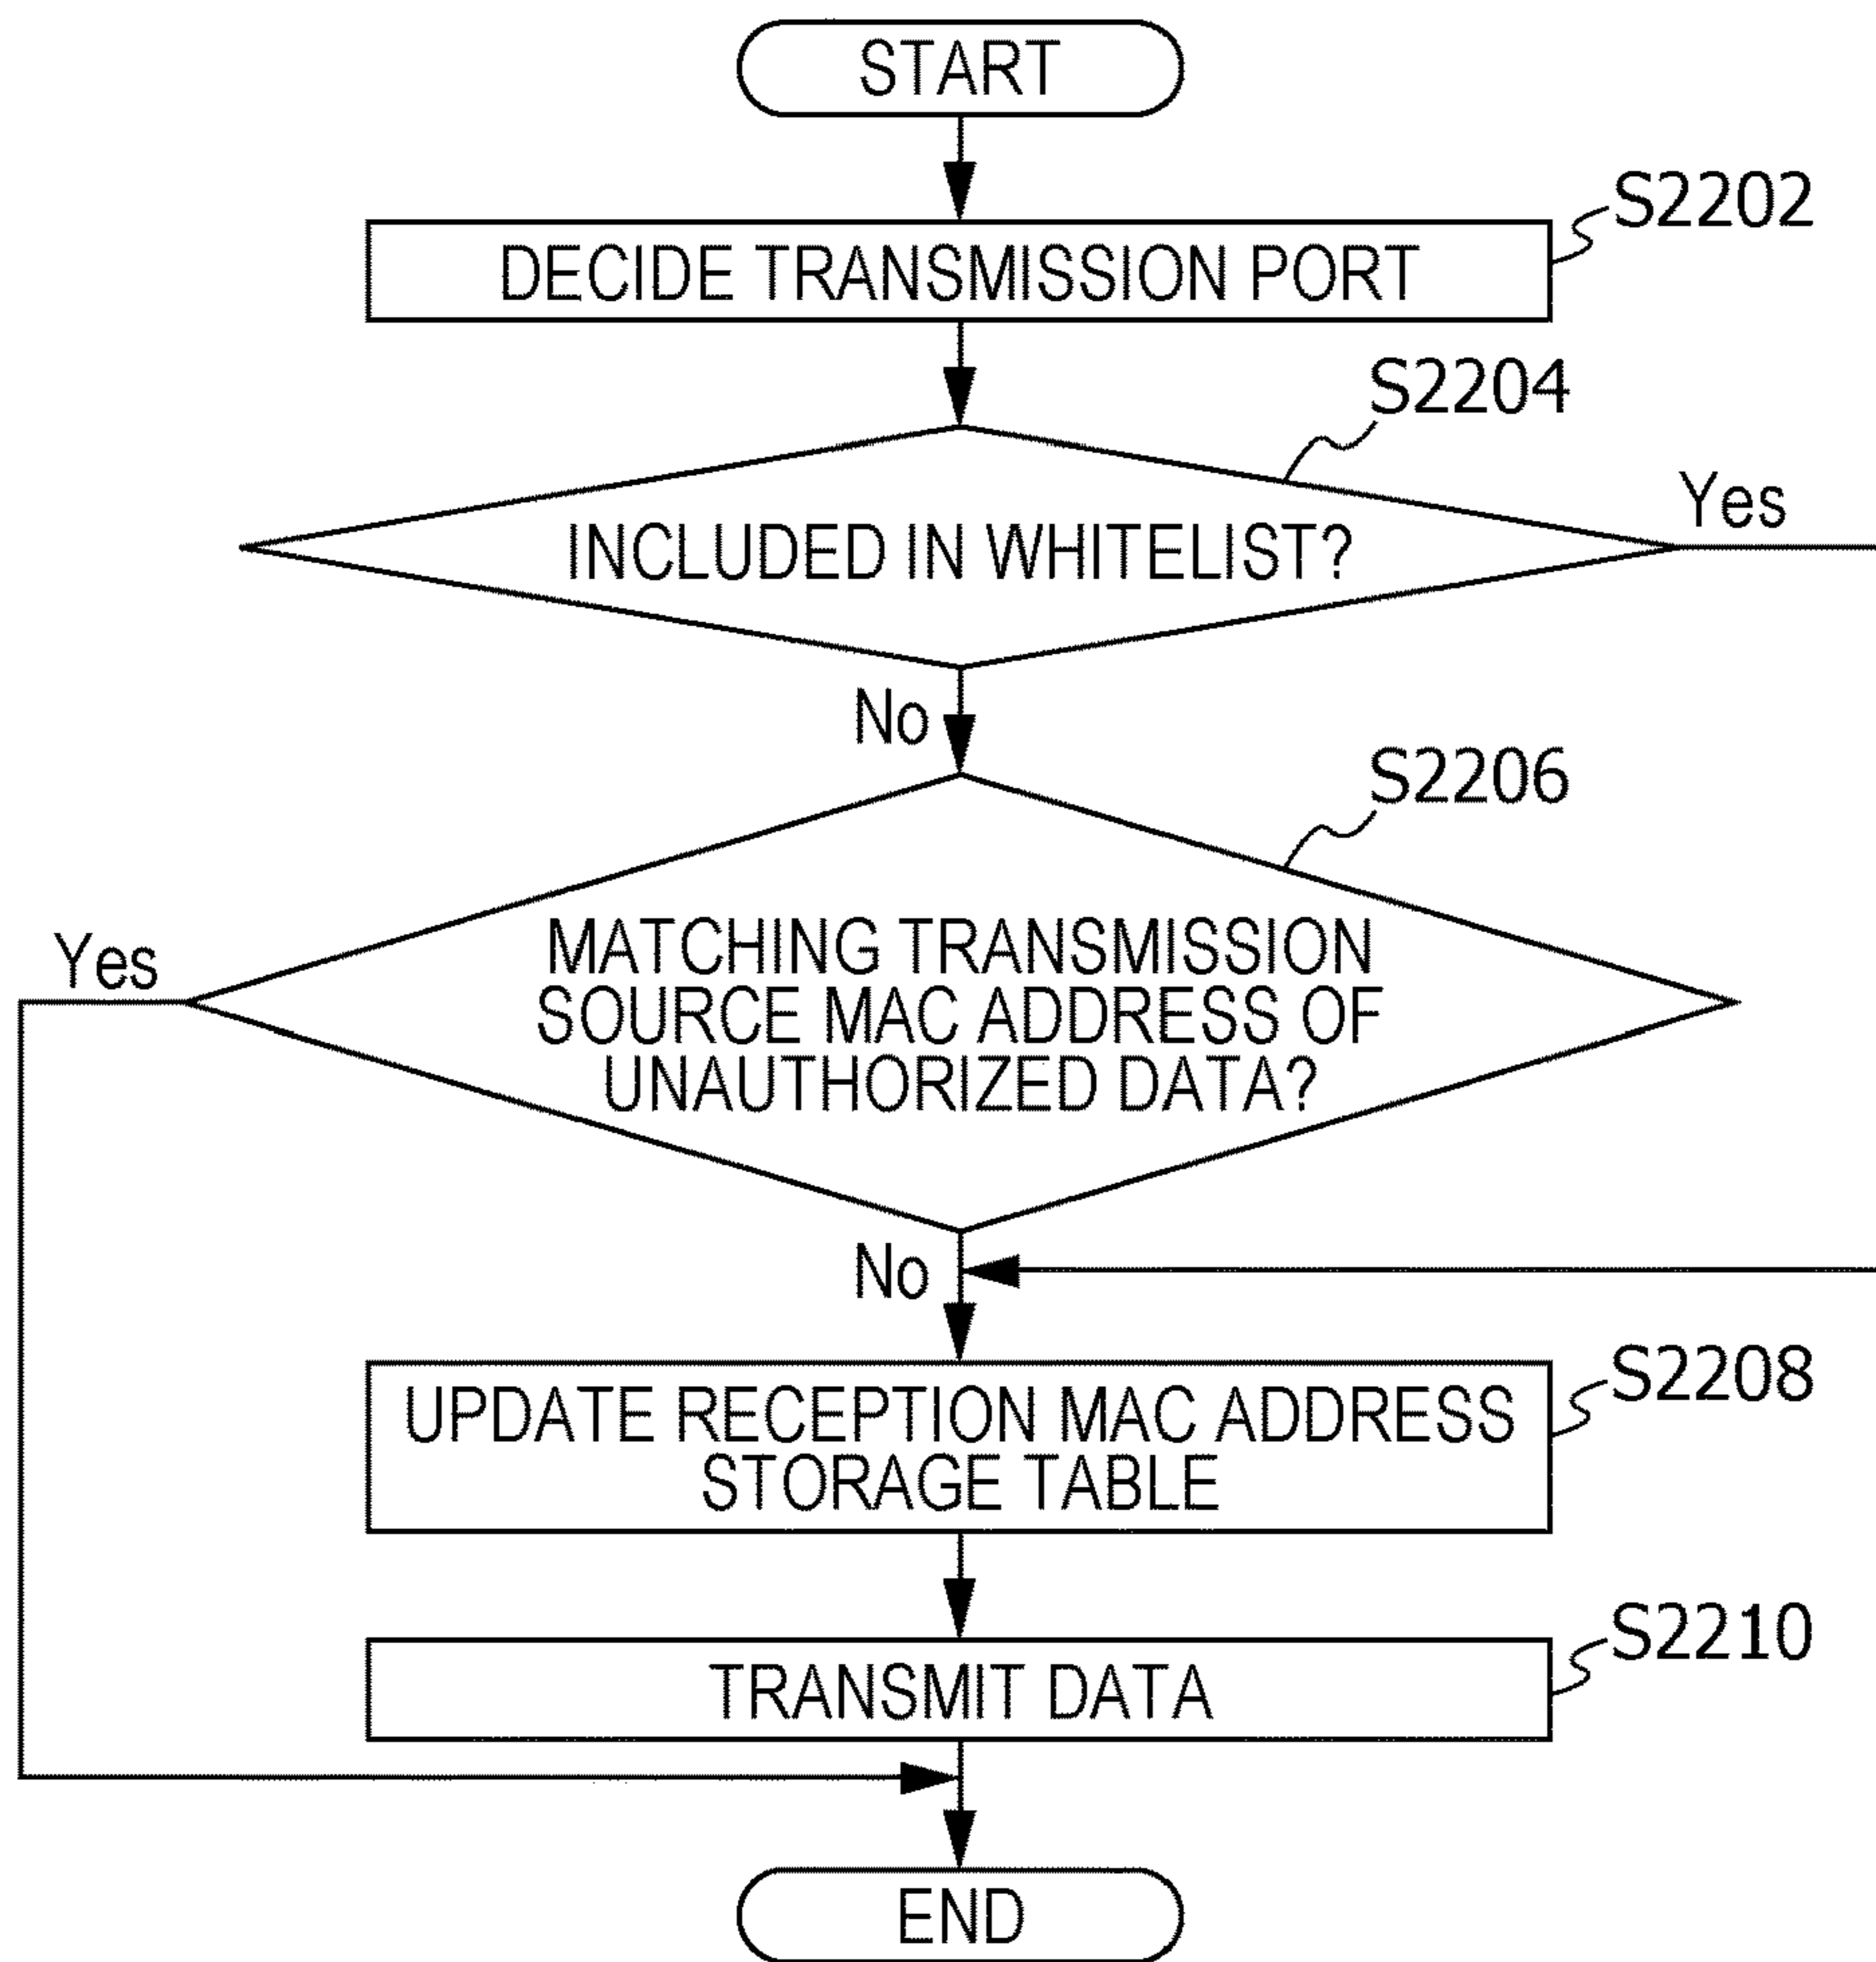 START
DECIDE TRANSMISSION PORT
S2202
S2204
INCLUDED IN WHITELIST?
Yes
No
S2206
Yes
MATCHING TRANSMISSION
SOURCE MAC ADDRESS OF
UNAUTHORIZED DATA?
No
UPDATE RECEPTION MAC ADDRESS
STORAGE TABLE
S2208
TRANSMIT DATA
S2210
END